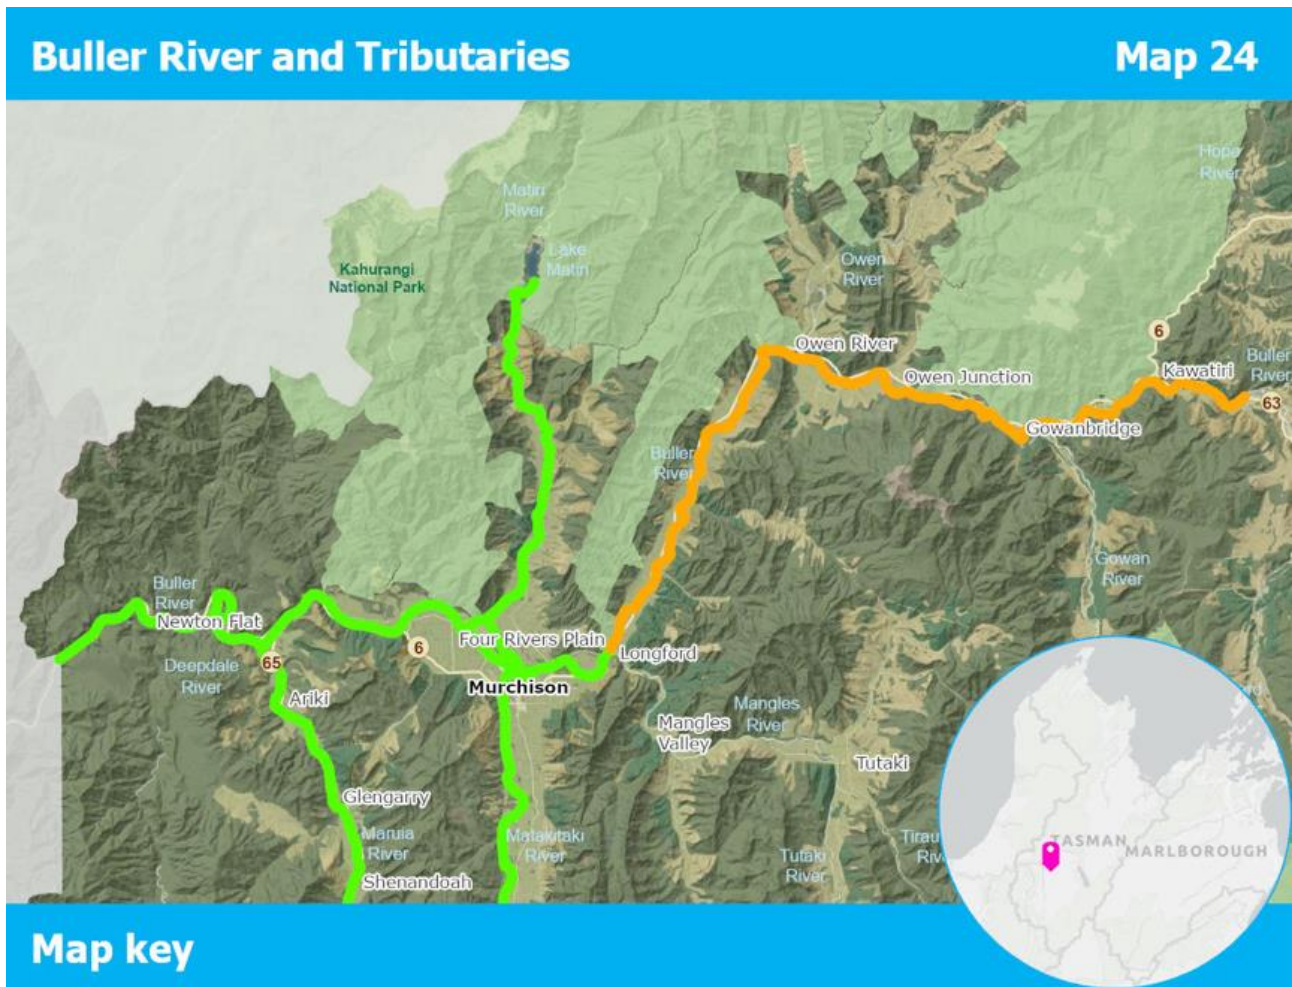 Buller River and Tributaries
Map 24
Hope
River
Matiri
River
Lake
Matiri
Kahurangi
National Park
Owen
River
6
Owen River
Owen Junction
Kawatiri
Buller
River
63
Gowanbridge
Buller
River
Gowan
River
Buller
River
Newton Flat
Four Rivers Plain
6
Longford
65
Deepdale
River
Murchison
Ariki
Mangles
River
Mangles
Valley
Tutaki
Glengarry
Maruia
River
Matakitaki
River
Tutaki
River
Shenandoah
TASMAN
MARLBOROUGH
Map key